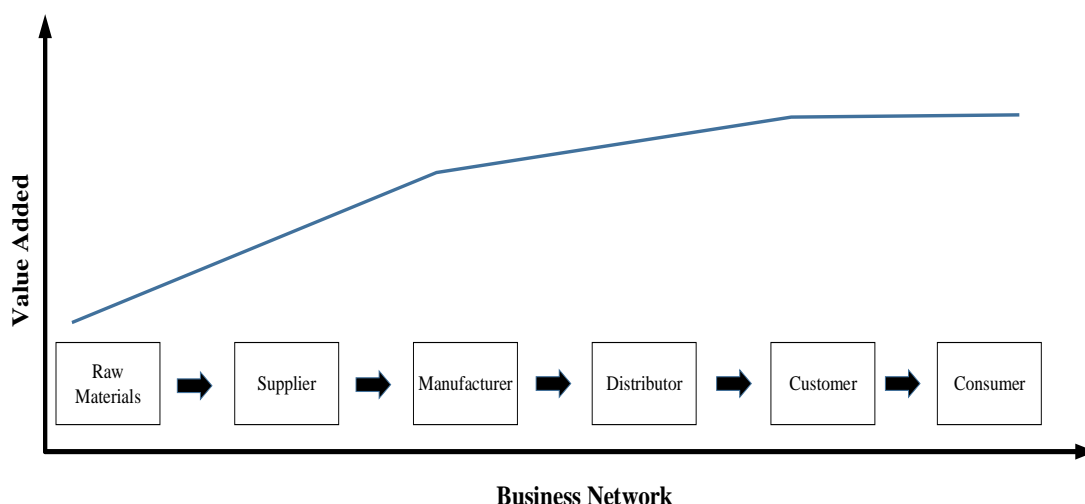 Value Added
Raw
Materials
Supplier
Manufacturer
Distributor
Customer
Consumer
Business Network